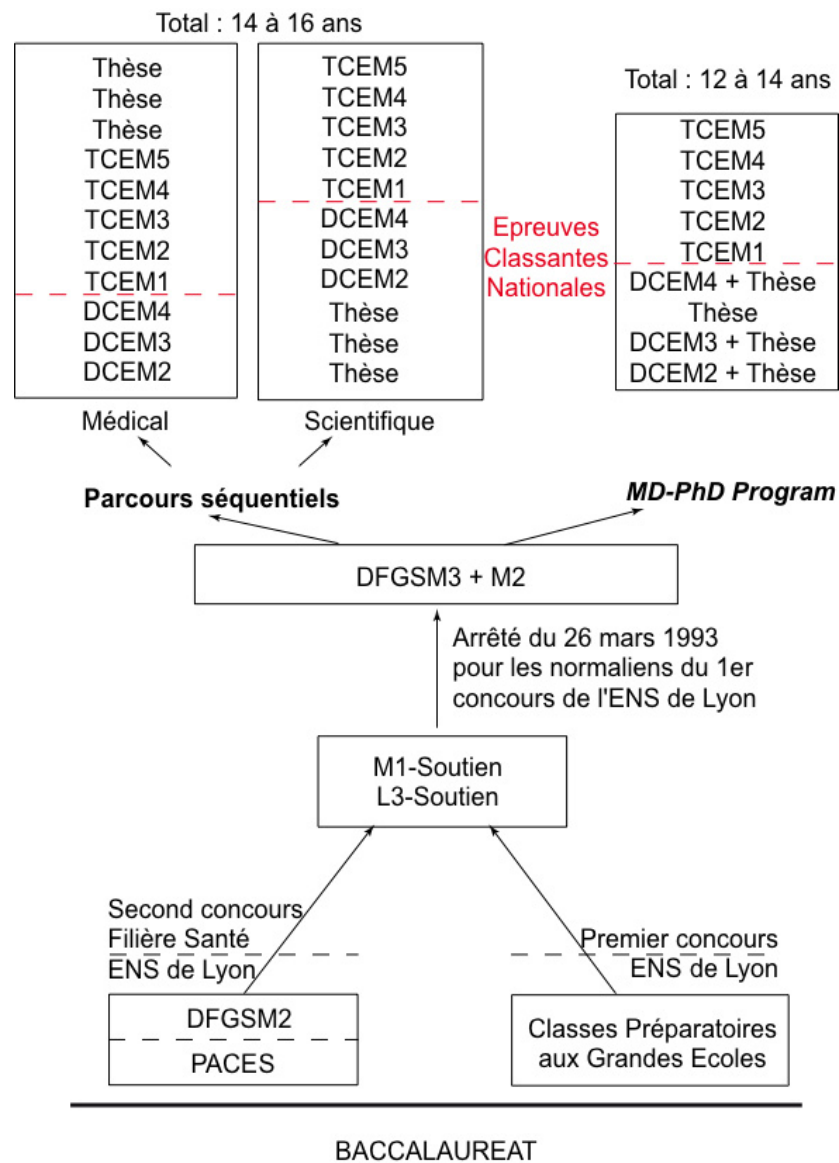 Total : 14 à 16 ans
Thèse
Thèse
Thèse
TCEM5
TCEM4
TCEM3
TCEM2
TCEM1
DCEM4
DCEM3
DCEM2
Médical
TCEM5
TCEM4
TCEM3
TCEM2
TCEM1
DCEM4
DCEM3
DCEM2
Thèse
Thèse
Thèse
Scientifique
Epreuves
Classantes
Nationales
Total : 12 à 14 ans
TCEM5
TCEM4
TCEM3
TCEM2
TCEM1
DCEM4 + Thèse
Thèse
DCEM3 + Thèse
DCEM2 + Thèse
Parcours séquentiels
MD-PhD Program
DFGSM3 + M2
Arrêté du 26 mars 1993
pour les normaliens du 1er
concours de l'ENS de Lyon
M1-Soutien
L3-Soutien
Second concours
Filière Santé
ENS de Lyon
Premier concours
ENS de Lyon
DFGSM2
PACES
Classes Préparatoires
aux Grandes Ecoles
BACCALAUREAT